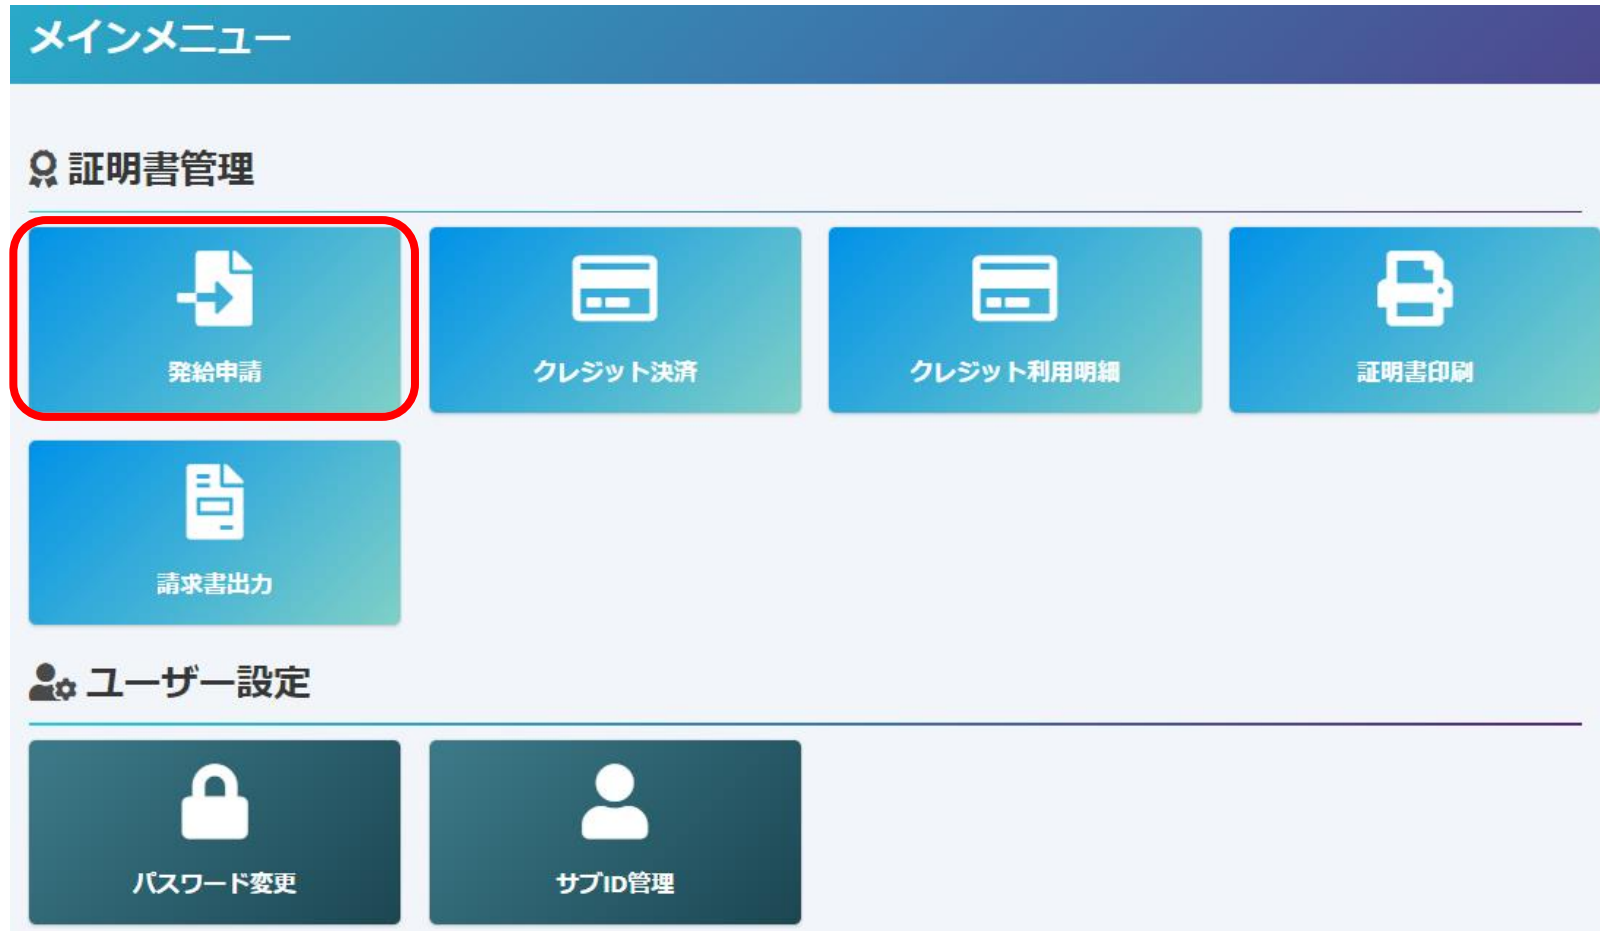 メインメニュー
証明書管理
発給申請
クレジット決済
クレジット利用明細
証明書印刷
請求書出力
ユーザー設定
パスワード変更
サブID管理